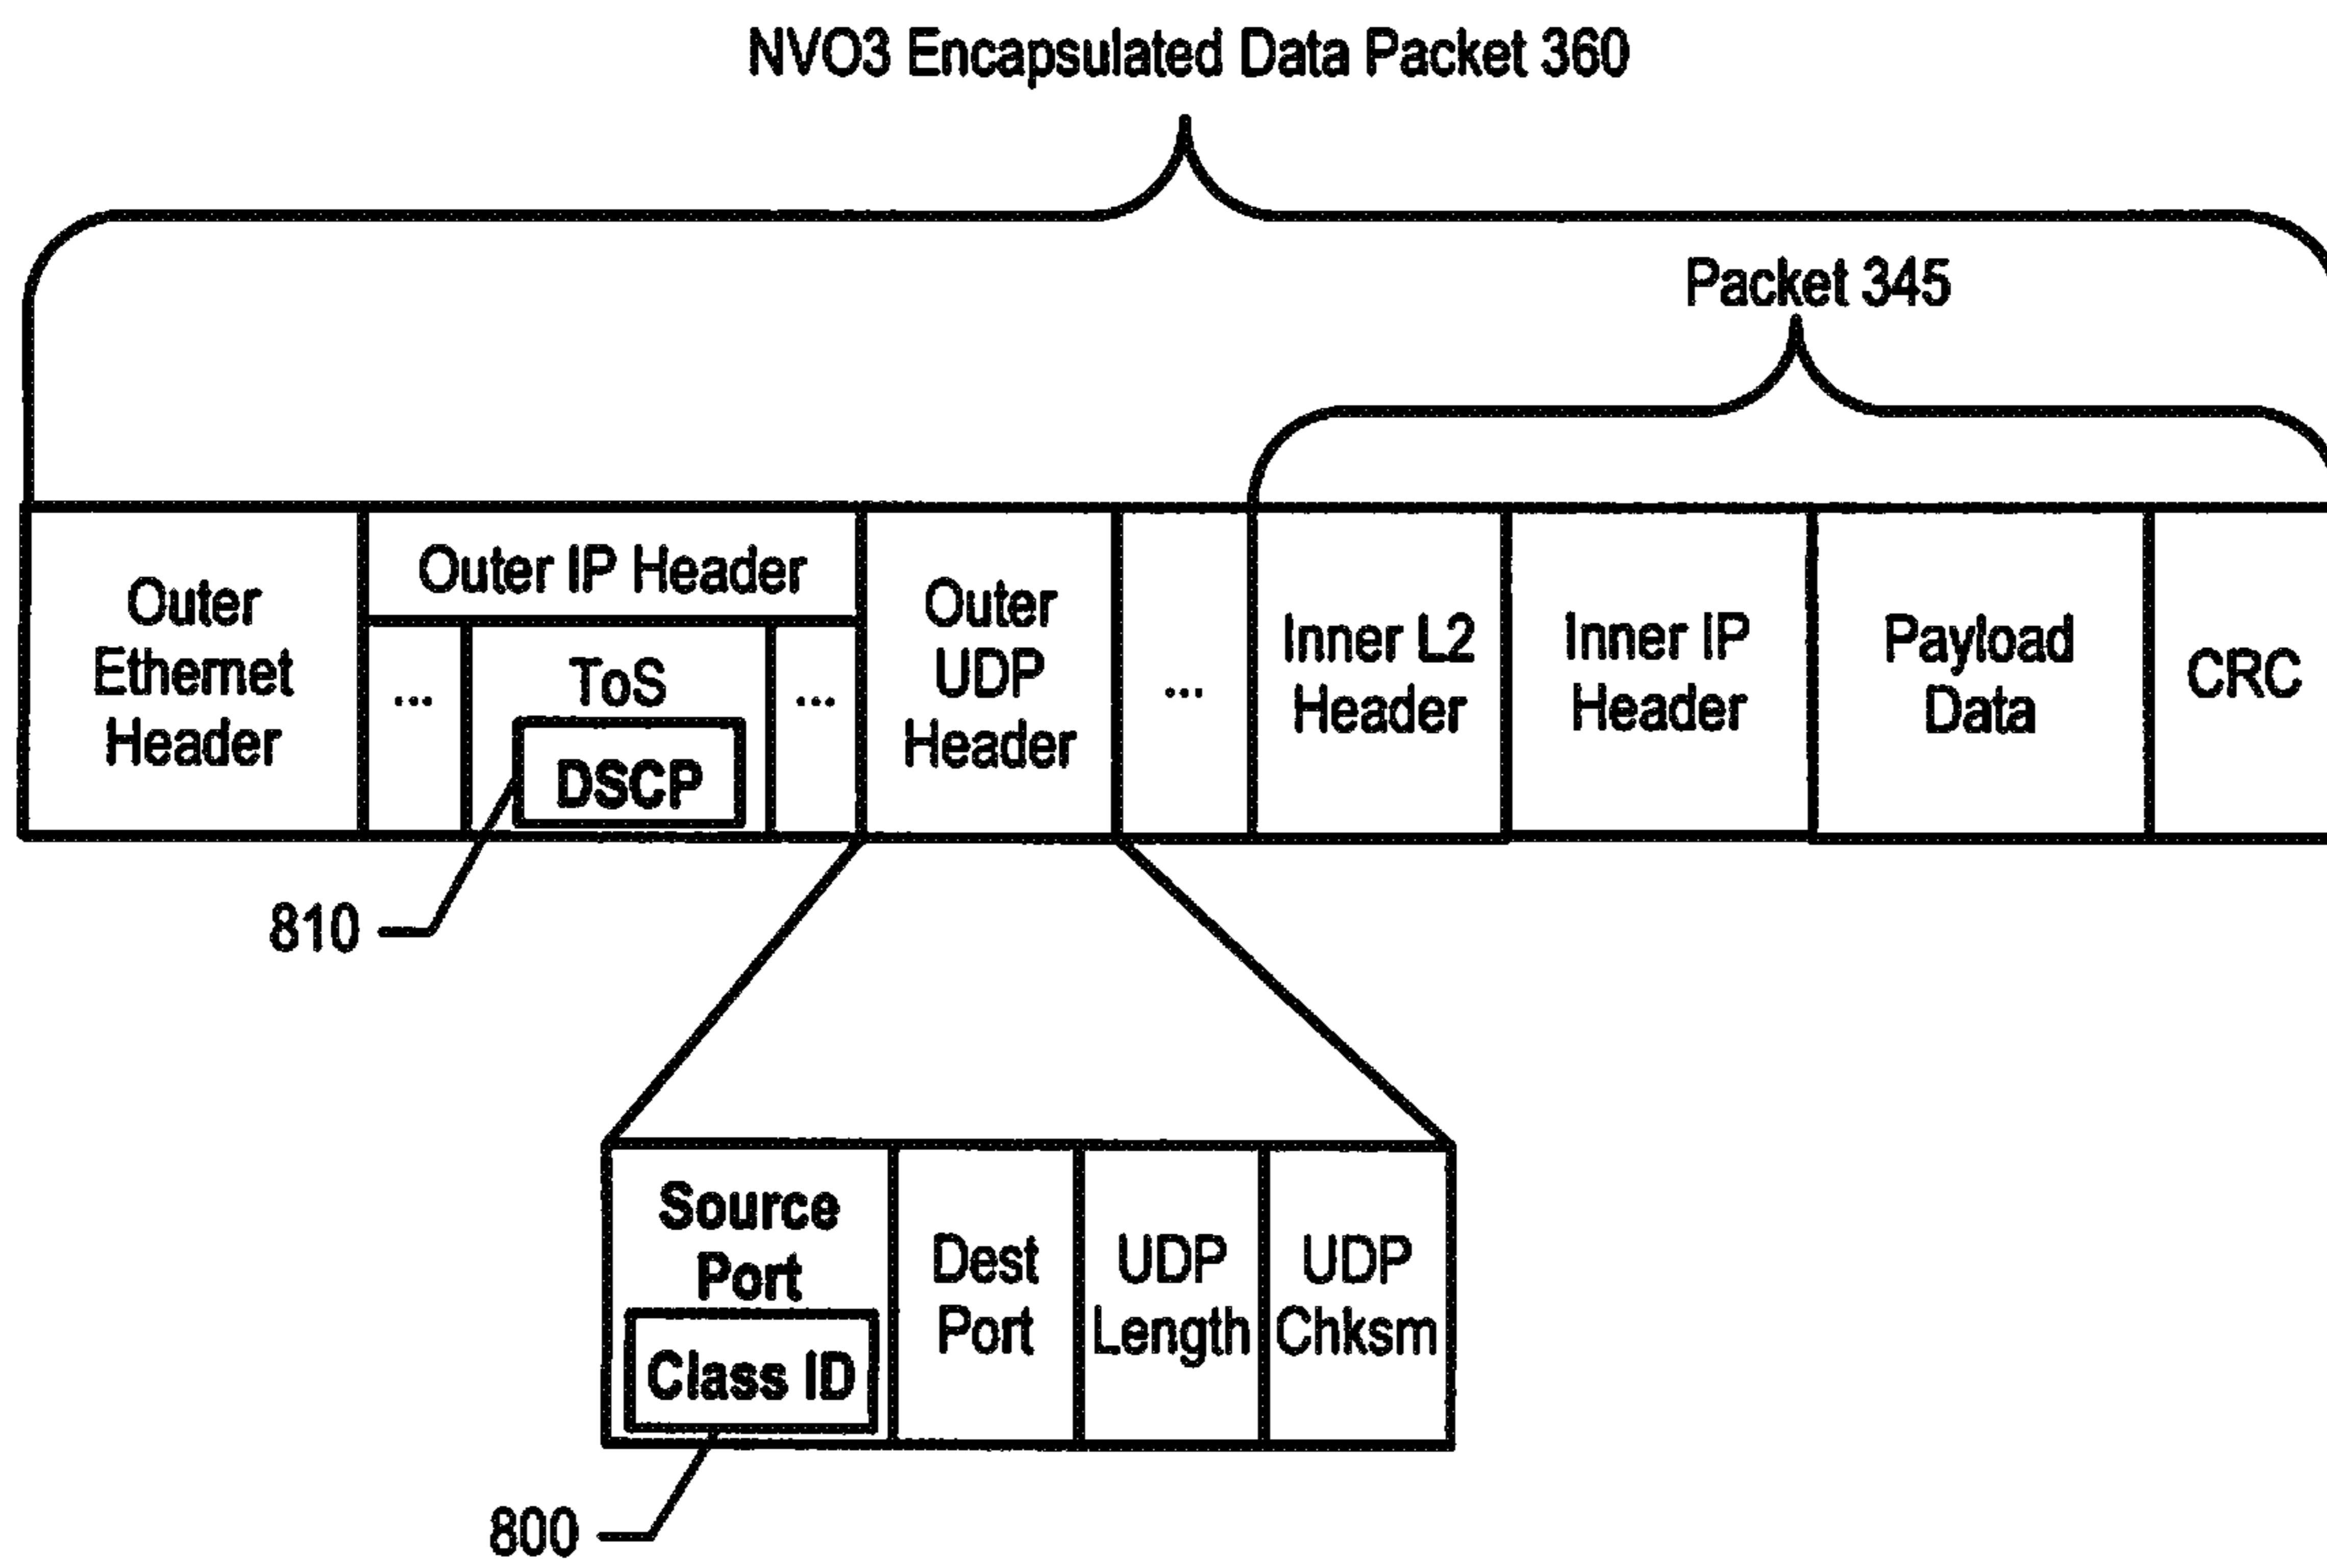 NVO3 Encapsulated Data Packet 360
Packet 345
Outer
Ethernet
Header
Outer IP Header
...
ToS
DSCP
...
Outer
UDP
Header
...
Inner L2
Header
Inner IP
Header
Payload
Data
CRC
810
Source
Port
Class ID
Dest
Port
UDP
Length
UDP
Chksm
800